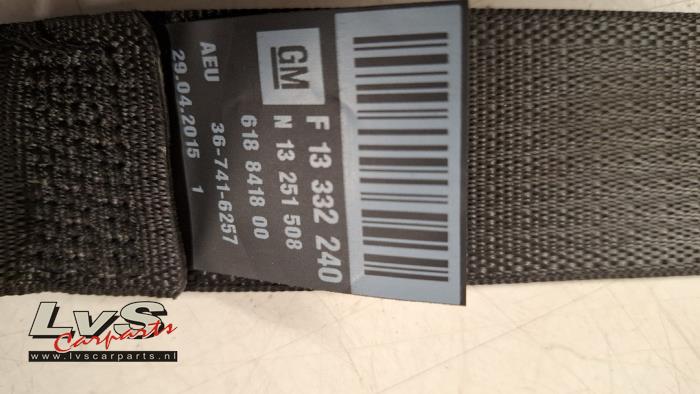 GM
F 13 332 240
N 13 251 508
618 8418 00
AEU 36-741-6257
29.04.2015 1
LvS
Carparts
www.lvscarparts.nl